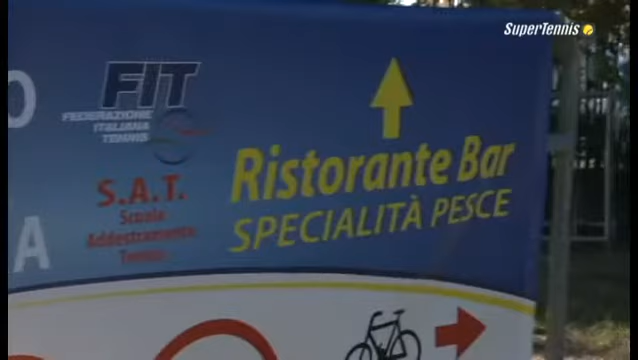 SuperTennis
O
FIT
FEDERAZIONE
ITALIANA
TENNIS
S.A.T.
Scuola
Addestramento
Tennis
Ristorante Bar
SPECIALITÀ PESCE
A